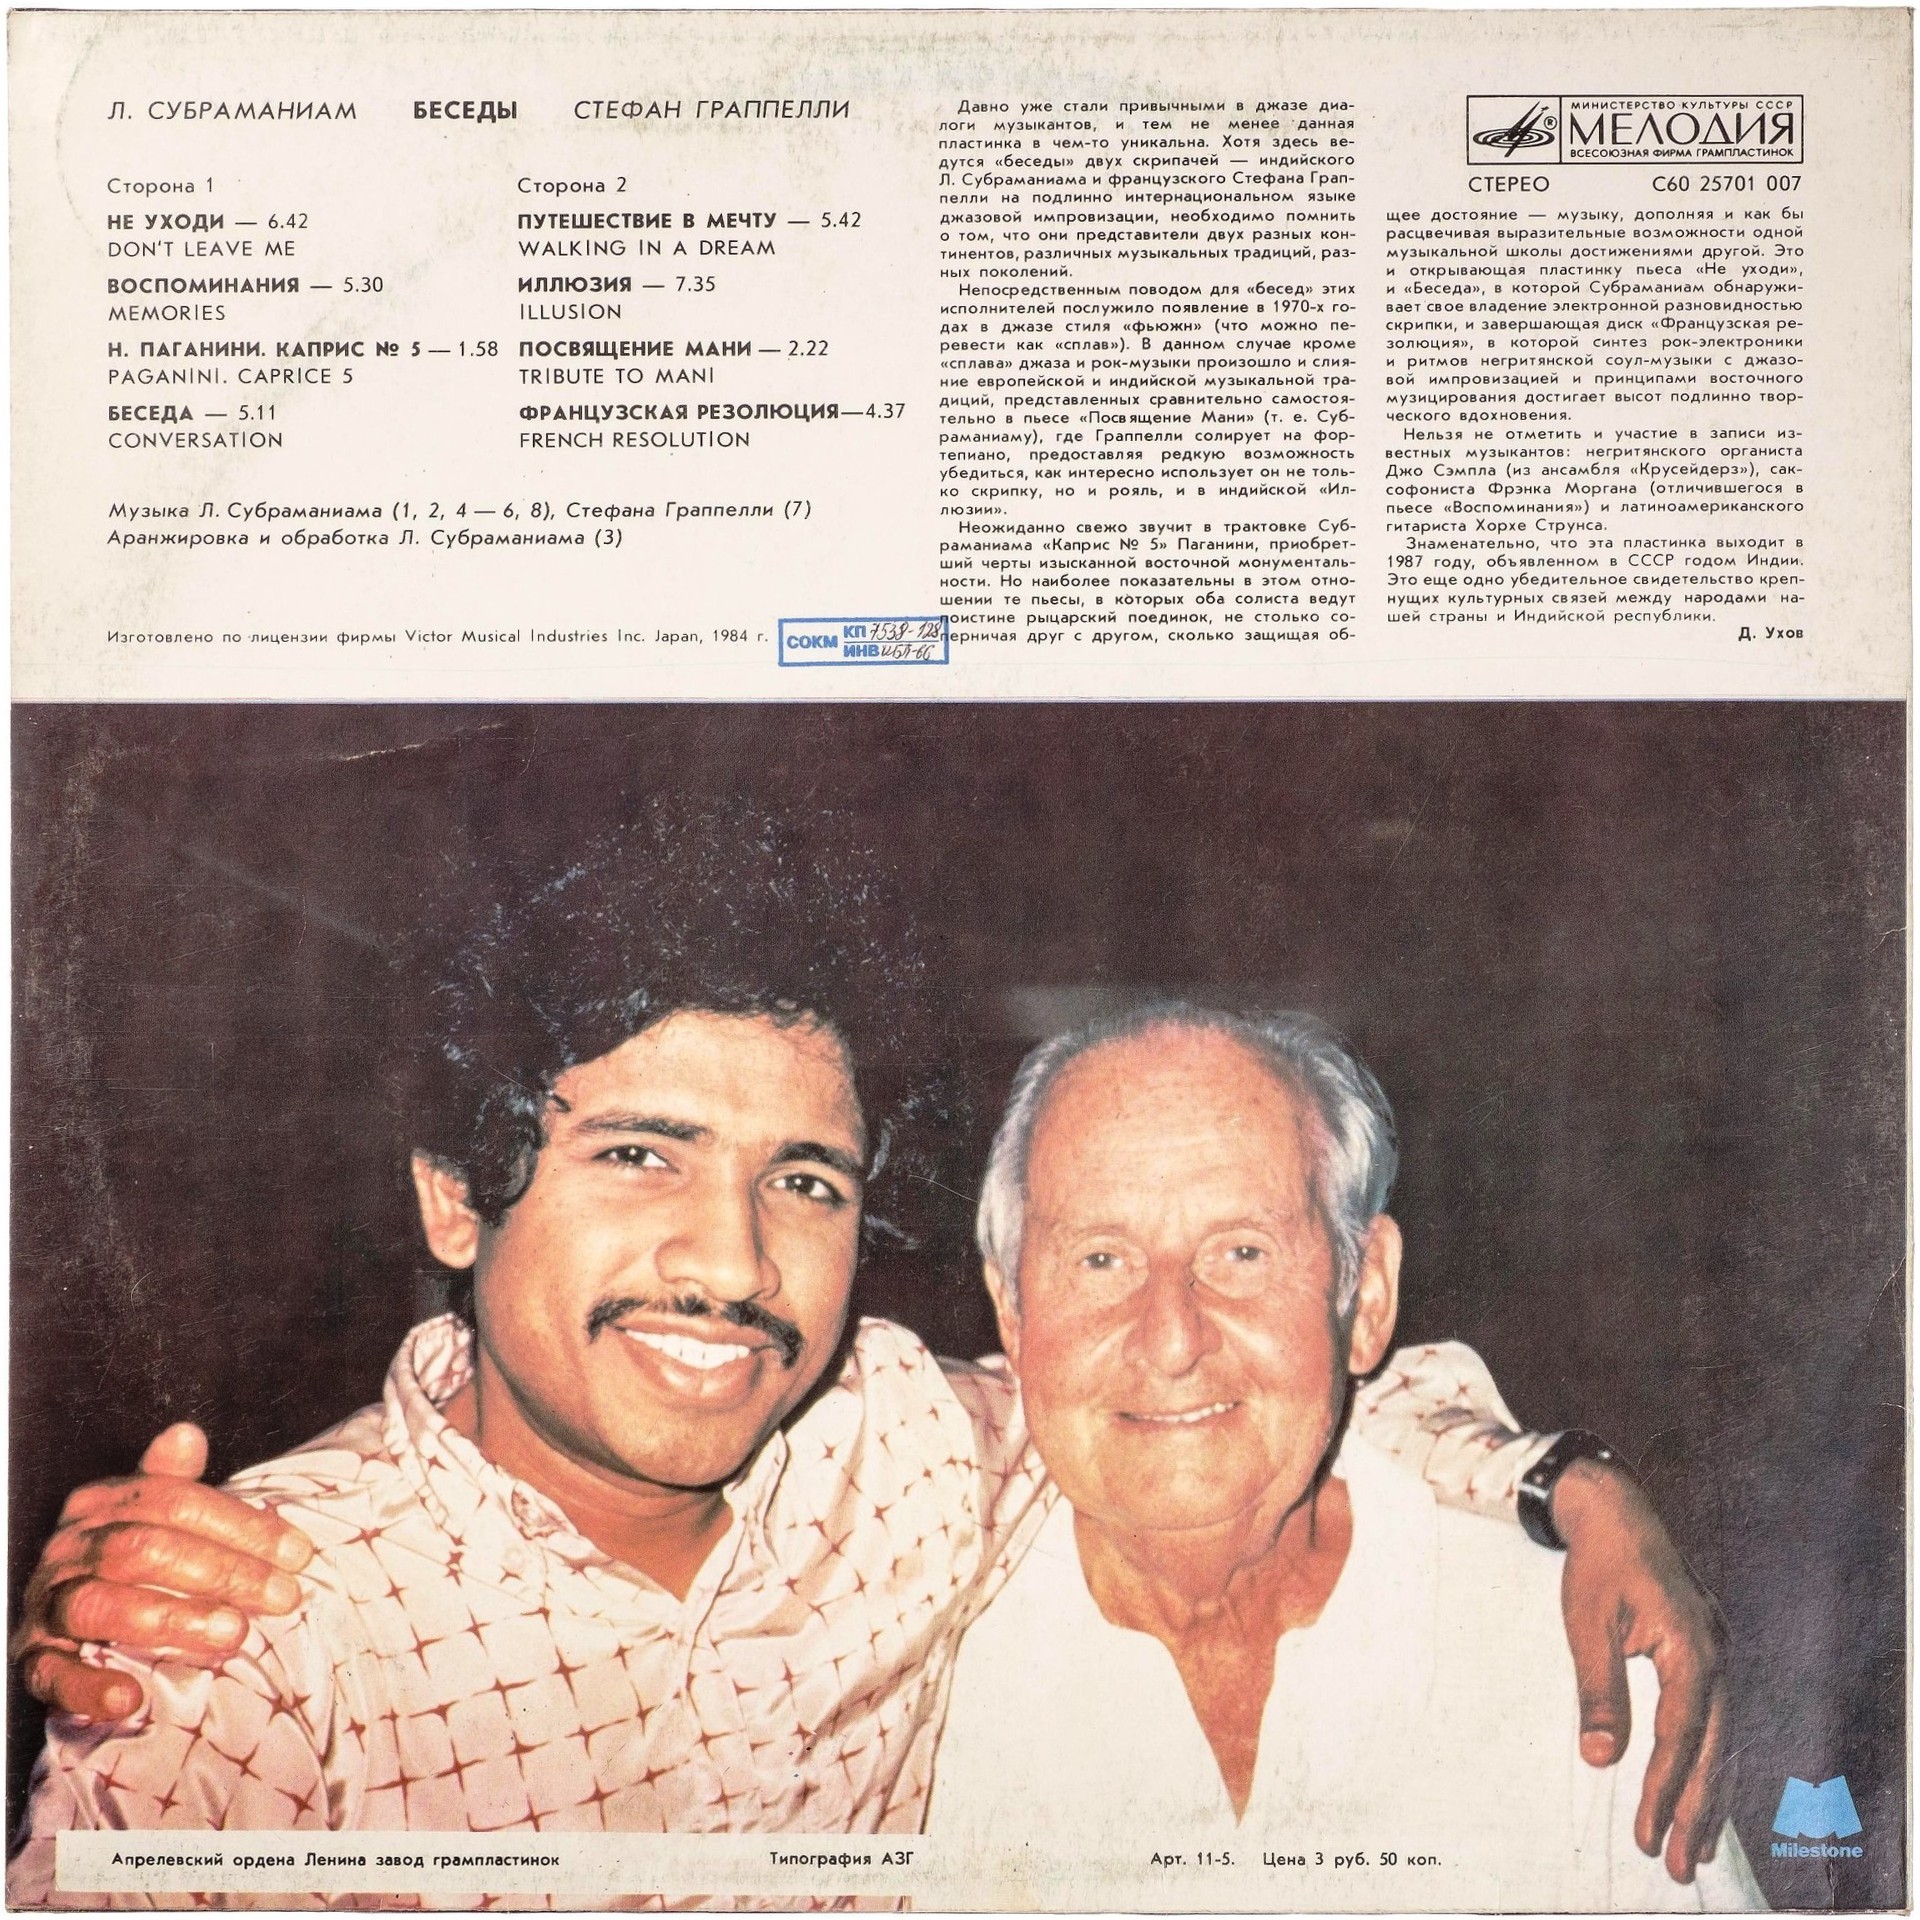 Л. СУБРАМАНИАМ БЕСЕДЫ СТЕФАН ГРАППЕЛЛИ
Сторона 1
НЕ УХОДИ — 6.42
DON'T LEAVE ME
ВОСПОМИНАНИЯ — 5.30
MEMORIES
Н. ПАГАНИНИ. КАПРИС № 5 — 1.58
PAGANINI. CAPRICE 5
БЕСЕДА — 5.11
CONVERSATION
Сторона 2
ПУТЕШЕСТВИЕ В МЕЧТУ — 5.42
WALKING IN A DREAM
ИЛЛЮЗИЯ — 7.35
ILLUSION
ПОСВЯЩЕНИЕ МАНИ — 2.22
TRIBUTE TO MANI
ФРАНЦУЗСКАЯ РЕЗОЛЮЦИЯ—4.37
FRENCH RESOLUTION
Музыка Л. Субраманиама (1, 2, 4 — 6, 8), Стефана Граппелли (7)
Аранжировка и обработка Л. Субраманиама (3)
Изготовлено по лицензии фирмы Victor Musical Industries Inc. Japan, 1984 г.
СОКМ
КП 7538-128
ИНВ
Давно уже стали привычными в джазе диа-
логи музыкантов, и тем не менее данная
пластинка в чем-то уникальна. Хотя здесь ве-
дутся «беседы» двух скрипачей — индийского
Л. Субраманиама и французского Стефана Грап-
пелли на подлинно интернациональном языке
джазовой импровизации, необходимо помнить
о том, что они представители двух разных кон-
тинентов, различных музыкальных традиций, раз-
ных поколений.
Непосредственным поводом для «бесед» этих
исполнителей послужило появление в 1970-х го-
дах в джазе стиля «фьюжн» (что можно пе-
ревести как «сплав»). В данном случае кроме
«сплава» джаза и рок-музыки произошло и слия-
ние европейской и индийской музыкальной тра-
диций, представленных сравнительно самостоя-
тельно в пьесе «Посвящение Мани» (т. е. Суб-
раманиаму), где Граппелли солирует на фор-
тепиано, предоставляя редкую возможность
убедиться, как интересно использует он не толь-
ко скрипку, но и рояль, и в индийской «Ил-
люзии».
Неожиданно свежо звучит в трактовке Суб-
раманиама «Каприс № 5» Паганини, приобрет-
ший черты изысканной восточной монументаль-
ности. Но наиболее показательны в этом отно-
шении те пьесы, в которых оба солиста ведут
поистине рыцарский поединок, не столько со-
перничая друг с другом, сколько защищая об-
МИНИСТЕРСТВО КУЛЬТУРЫ СССР
МЕЛОДИЯ
ВСЕСОЮЗНАЯ ФИРМА ГРАМПЛАСТИНОК
®
СТЕРЕО С60 25701 007
щее достояние — музыку, дополняя и как бы
расцвечивая выразительные возможности одной
музыкальной школы достижениями другой. Это
и открывающая пластинку пьеса «Не уходи»,
и «Беседа», в которой Субраманиам обнаружи-
вает свое владение электронной разновидностью
скрипки, и завершающая диск «Французская ре-
золюция», в которой синтез рок-электроники
и ритмов негритянской соул-музыки с джазо-
вой импровизацией и принципами восточного
музицирования достигает высот подлинно твор-
ческого вдохновения.
Нельзя не отметить и участие в записи из-
вестных музыкантов: негритянского органиста
Джо Сэмпла (из ансамбля «Крусейдерз»), сак-
софониста Фрэнка Моргана (отличившегося в
пьесе «Воспоминания») и латиноамериканского
гитариста Хорхе Струнса.
Знаменательно, что эта пластинка выходит в
1987 году, объявленном в СССР годом Индии.
Это еще одно убедительное свидетельство креп-
нущих культурных связей между народами на-
шей страны и Индийской республики.
Д. Ухов
Milestone
Апрелевский ордена Ленина завод грампластинок Типография АЗГ Арт. 11-5. Цена 3 руб. 50 коп.